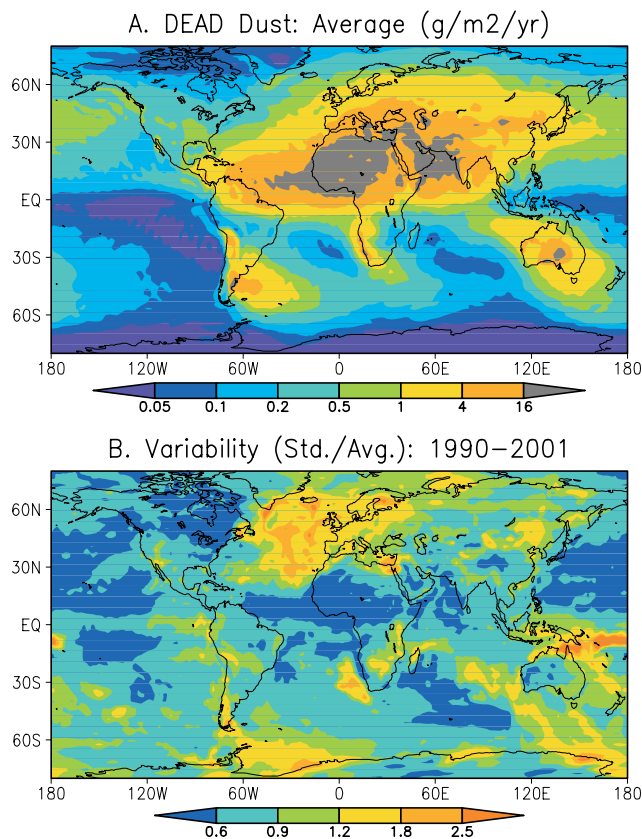 A. DEAD Dust: Average (g/m2/yr)
60N
30N
EQ
30S
60S
180 120W 60W 0 60E 120E 180
0.05 0.1 0.2 0.5 1 4 16
B. Variability (Std./Avg.): 1990-2001
60N
30N
EQ
30S
60S
180 120W 60W 0 60E 120E 180
0.6 0.9 1.2 1.8 2.5